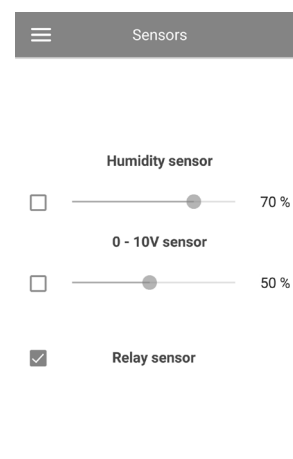 Sensors
Humidity sensor
70 %
0 - 10V sensor
50 %
Relay sensor